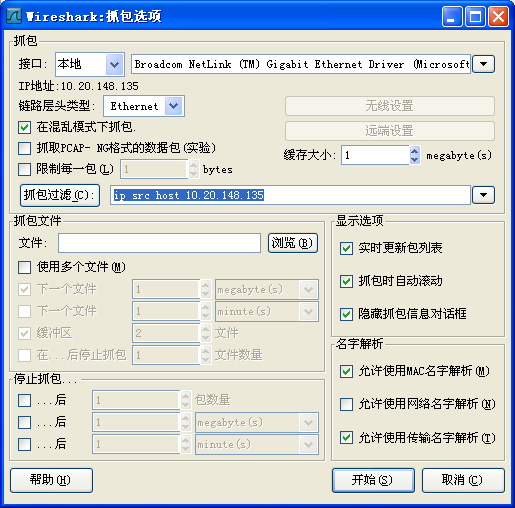 Wireshark:抓包选项
抓包
接口: 本地 Broadcom NetLink (TM) Gigabit Ethernet Driver (Microsoft
IP地址:10.20.148.135
链路层头类型: Ethernet 无线设置
远端设置
在混乱模式下抓包.
抓取PCAP- NG格式的数据包(实验) 缓存大小: 1 megabyte(s)
限制每一包(L) 1 bytes
抓包过滤(C): ip src host 10.20.148.135
抓包文件
文件: 浏览(B)
使用多个文件(M)
下一个文件 1 megabyte(s)
下一个文件 1 minute(s)
缓冲区 2 文件
在...后停止抓包 1 文件数量
停止抓包...
...后 1 包数量
...后 1 megabyte(s)
...后 1 minute(s)
显示选项
实时更新包列表
抓包时自动滚动
隐藏抓包信息对话框
名字解析
允许使用MAC名字解析(M)
允许使用网络名字解析(N)
允许使用传输名字解析(T)
帮助(H) 开始(S) 取消(C)